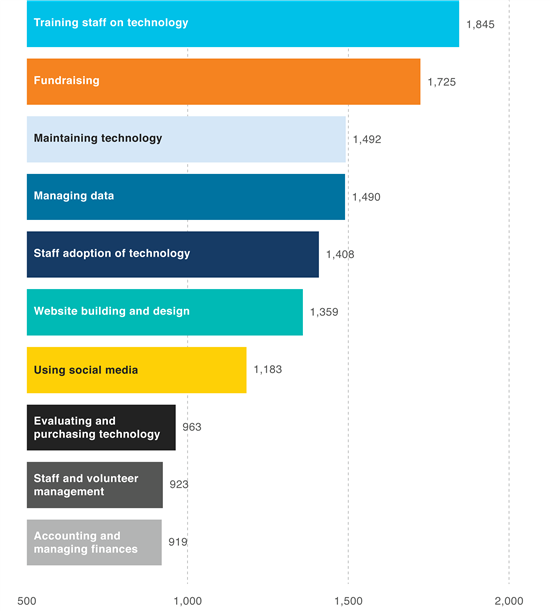 Training staff on technology 1,845
Fundraising 1,725
Maintaining technology 1,492
Managing data 1,490
Staff adoption of technology 1,408
Website building and design 1,359
Using social media 1,183
Evaluating and
purchasing technology 963
Staff and volunteer
management 923
Accounting and
managing finances 919
500 1,000 1,500 2,000